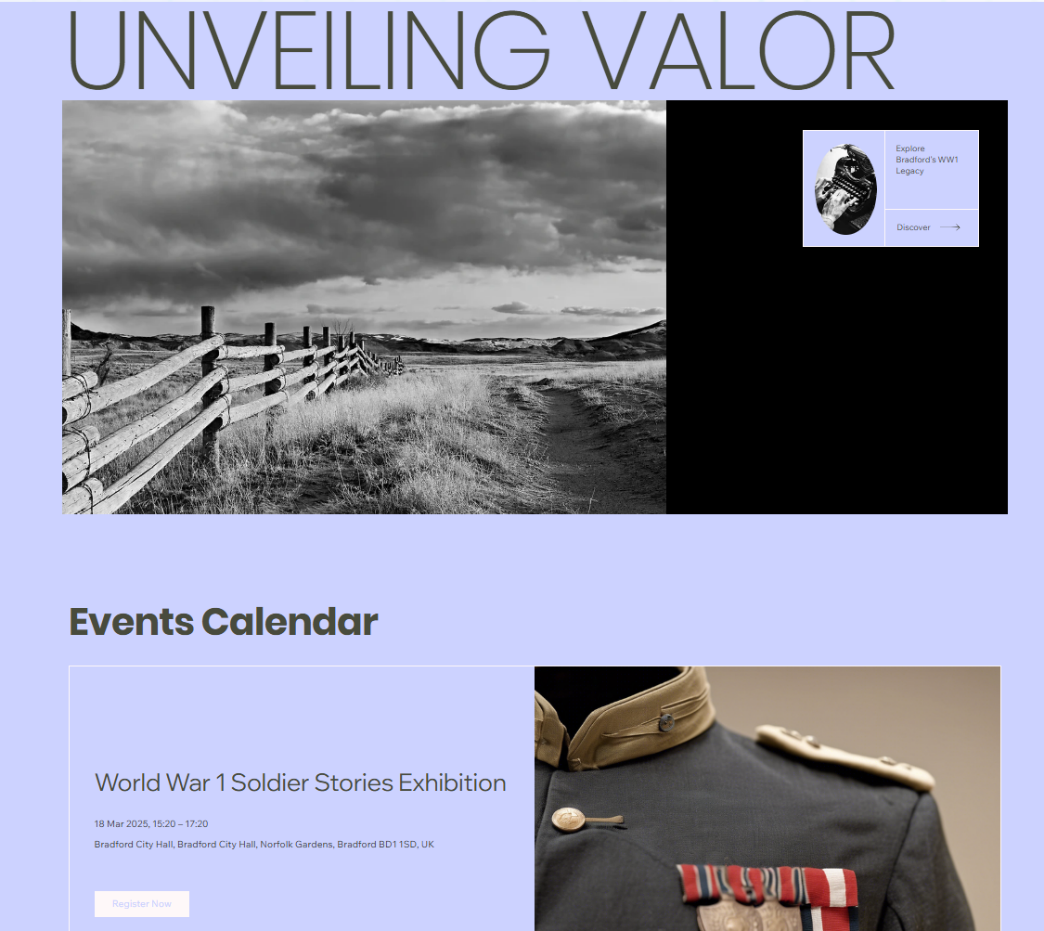 UNVEILING VALOR
Explore
Bradford's WW1
Legacy
Discover
Events Calendar
World War 1 Soldier Stories Exhibition
18 Mar 2025, 15:20 – 17:20
Bradford City Hall, Bradford City Hall, Norfolk Gardens, Bradford BD1 1SD, UK
Register Now